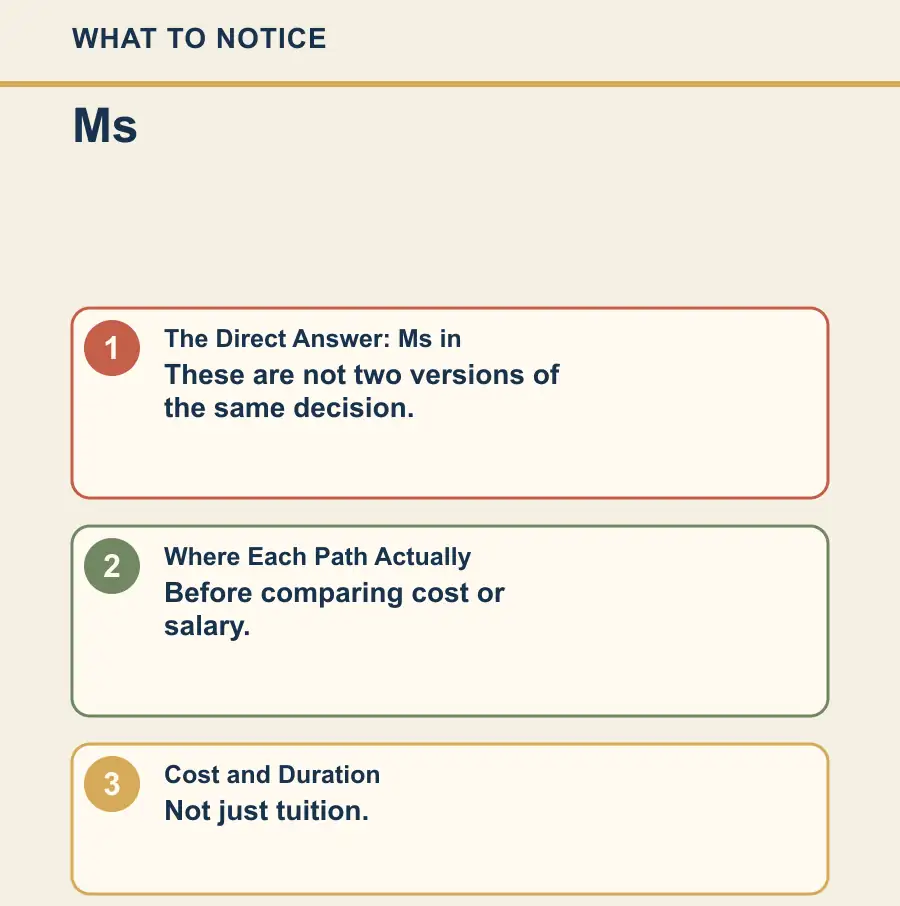 WHAT TO NOTICE
Ms
1
The Direct Answer: Ms in
These are not two versions of
the same decision.
2
Where Each Path Actually
Before comparing cost or
salary.
3
Cost and Duration
Not just tuition.